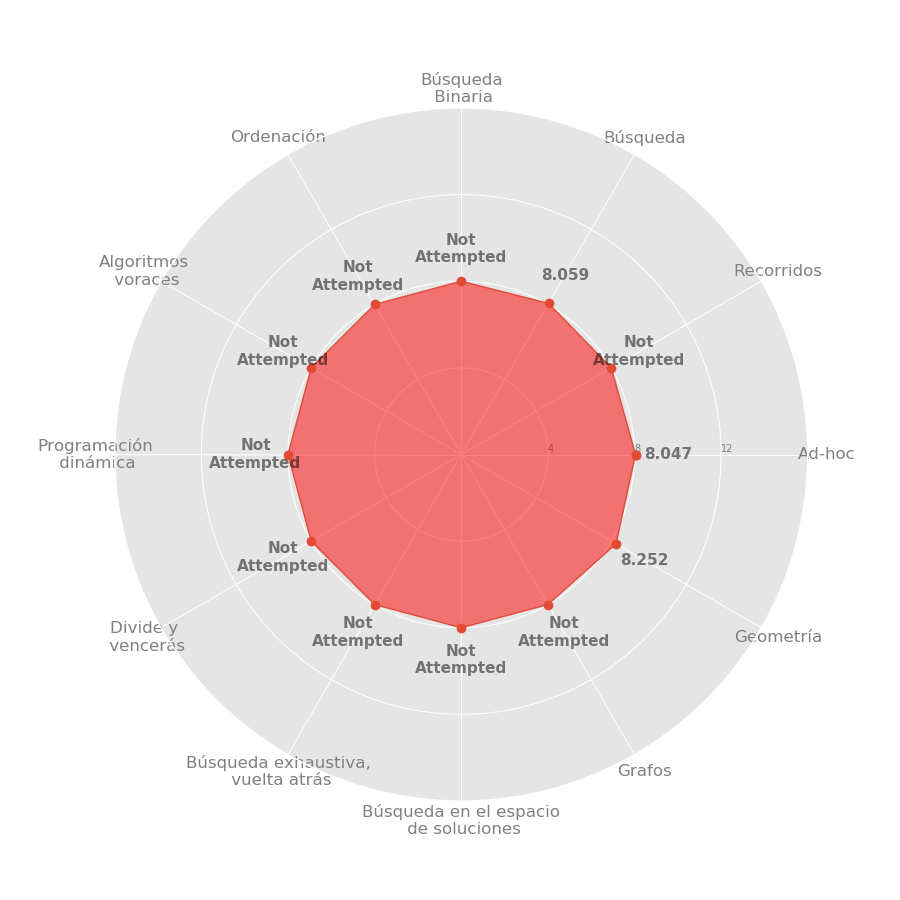 Búsqueda
Binaria
Ordenación
Búsqueda
Not
Attempted
Algoritmos
voraces
Not
Attempted
8.059
Recorridos
Not
Attempted
Not
Attempted
Programación
dinámica
Not
Attempted
4
8
12
8.047
Ad-hoc
Not
Attempted
8.252
Divide y
vencerás
Not
Attempted
Not
Attempted
Not
Attempted
Geometría
Búsqueda exhaustiva,
vuelta atrás
Grafos
Búsqueda en el espacio
de soluciones